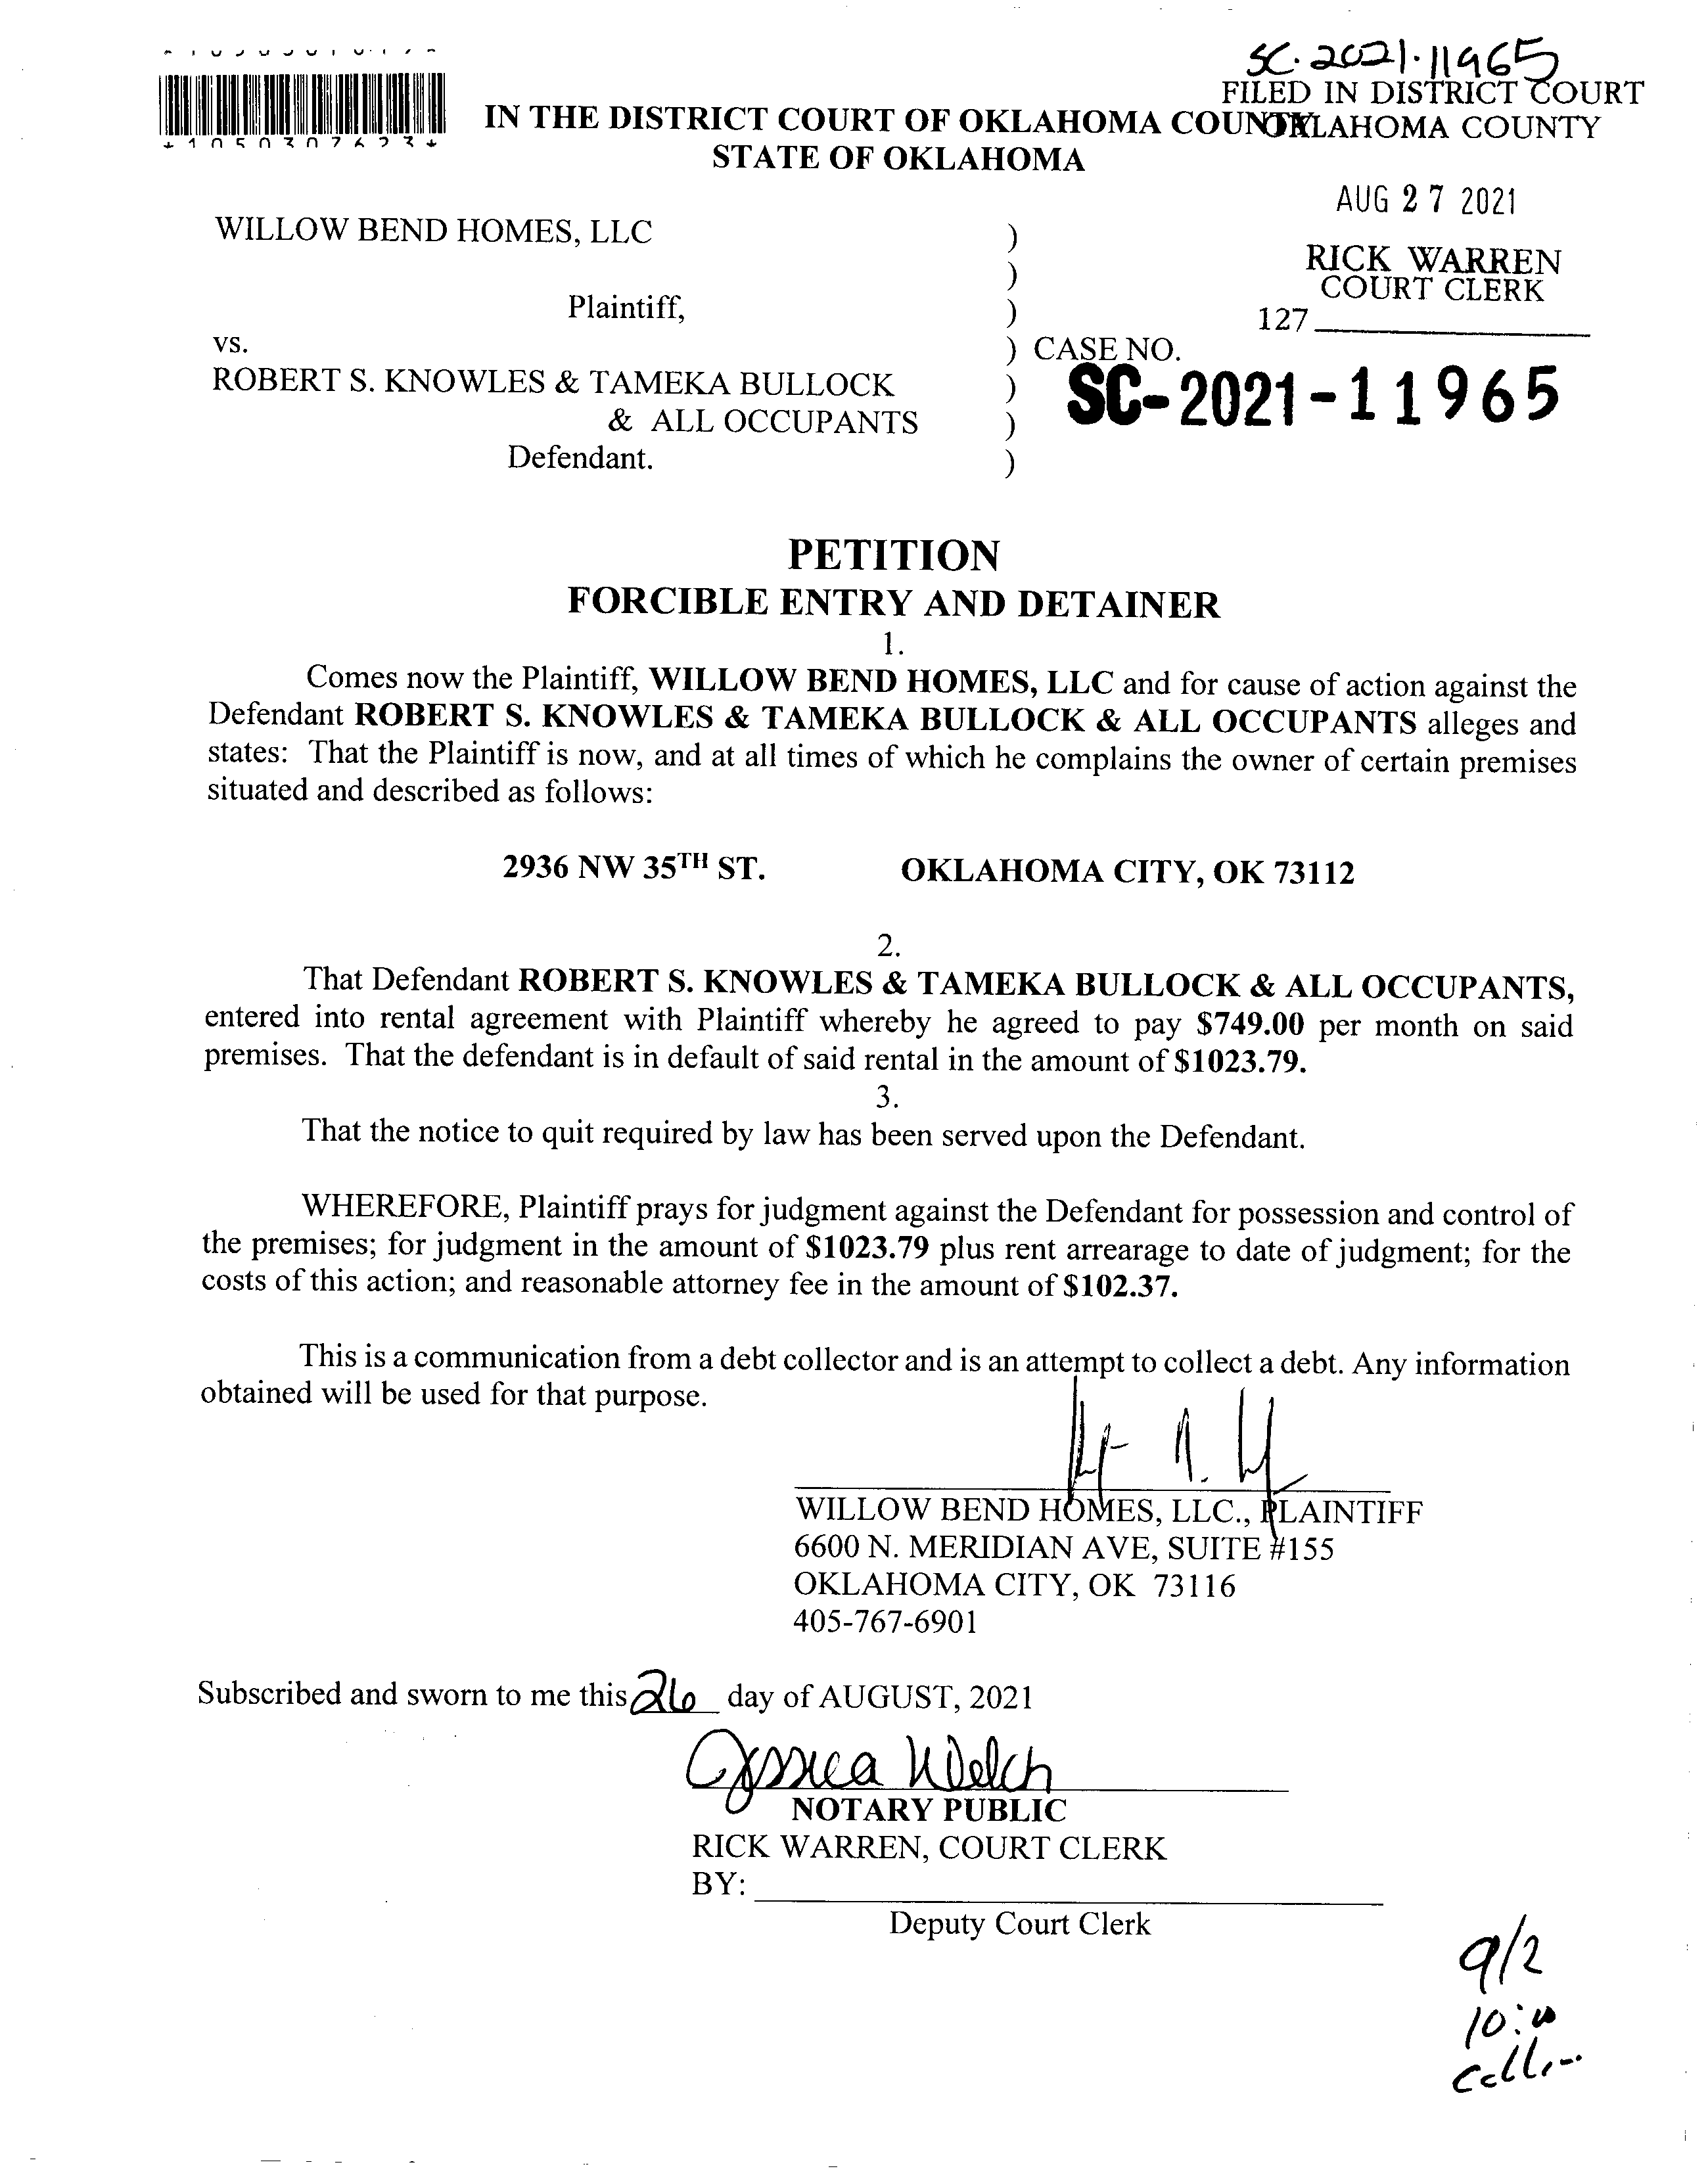 SC-2021-11965
FILED IN DISTRICT COURT
OKLAHOMA COUNTY
*1050307623*
IN THE DISTRICT COURT OF OKLAHOMA COUNTY
STATE OF OKLAHOMA
AUG 27 2021
RICK WARREN
COURT CLERK
127
WILLOW BEND HOMES, LLC )
)
Plaintiff, )
vs. ) CASE NO.
ROBERT S. KNOWLES & TAMEKA BULLOCK ) SC-2021-11965
& ALL OCCUPANTS )
Defendant. )
PETITION
FORCIBLE ENTRY AND DETAINER
1.
Comes now the Plaintiff, WILLOW BEND HOMES, LLC and for cause of action against the
Defendant ROBERT S. KNOWLES & TAMEKA BULLOCK & ALL OCCUPANTS alleges and
states: That the Plaintiff is now, and at all times of which he complains the owner of certain premises
situated and described as follows:
2936 NW 35TH ST. OKLAHOMA CITY, OK 73112
2.
That Defendant ROBERT S. KNOWLES & TAMEKA BULLOCK & ALL OCCUPANTS,
entered into rental agreement with Plaintiff whereby he agreed to pay $749.00 per month on said
premises. That the defendant is in default of said rental in the amount of $1023.79.
3.
That the notice to quit required by law has been served upon the Defendant.
WHEREFORE, Plaintiff prays for judgment against the Defendant for possession and control of
the premises; for judgment in the amount of $1023.79 plus rent arrearage to date of judgment; for the
costs of this action; and reasonable attorney fee in the amount of $102.37.
This is a communication from a debt collector and is an attempt to collect a debt. Any information
obtained will be used for that purpose.
WILLOW BEND HOMES, LLC., PLAINTIFF
6600 N. MERIDIAN AVE, SUITE #155
OKLAHOMA CITY, OK 73116
405-767-6901
Subscribed and sworn to me this 26 day of AUGUST, 2021
Jessica Welch
NOTARY PUBLIC
RICK WARREN, COURT CLERK
BY:
Deputy Court Clerk
9/2